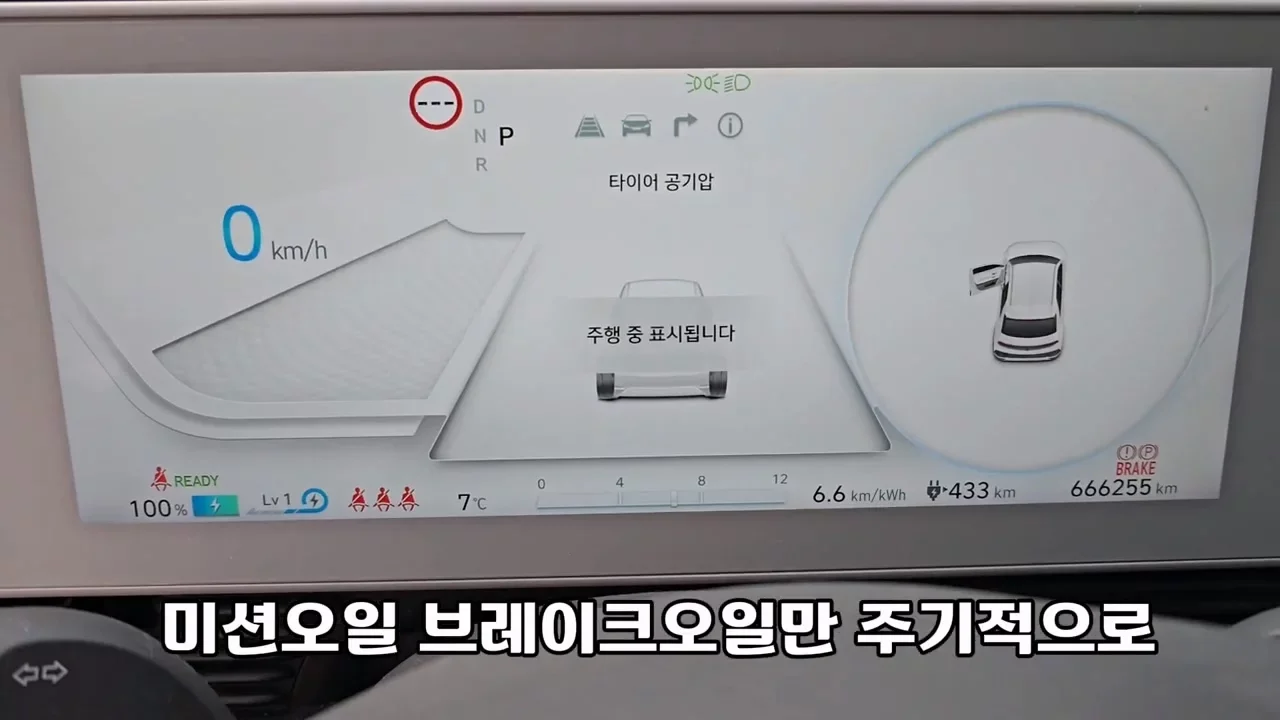 ---
D
N P
R
타이어 공기압
0 km/h
주행 중 표시됩니다
READY
100 % Lv 1 7 ℃
0 4 8 12
6.6 km/kWh 433 km
BRAKE
666255 km
미션오일 브레이크오일만 주기적으로